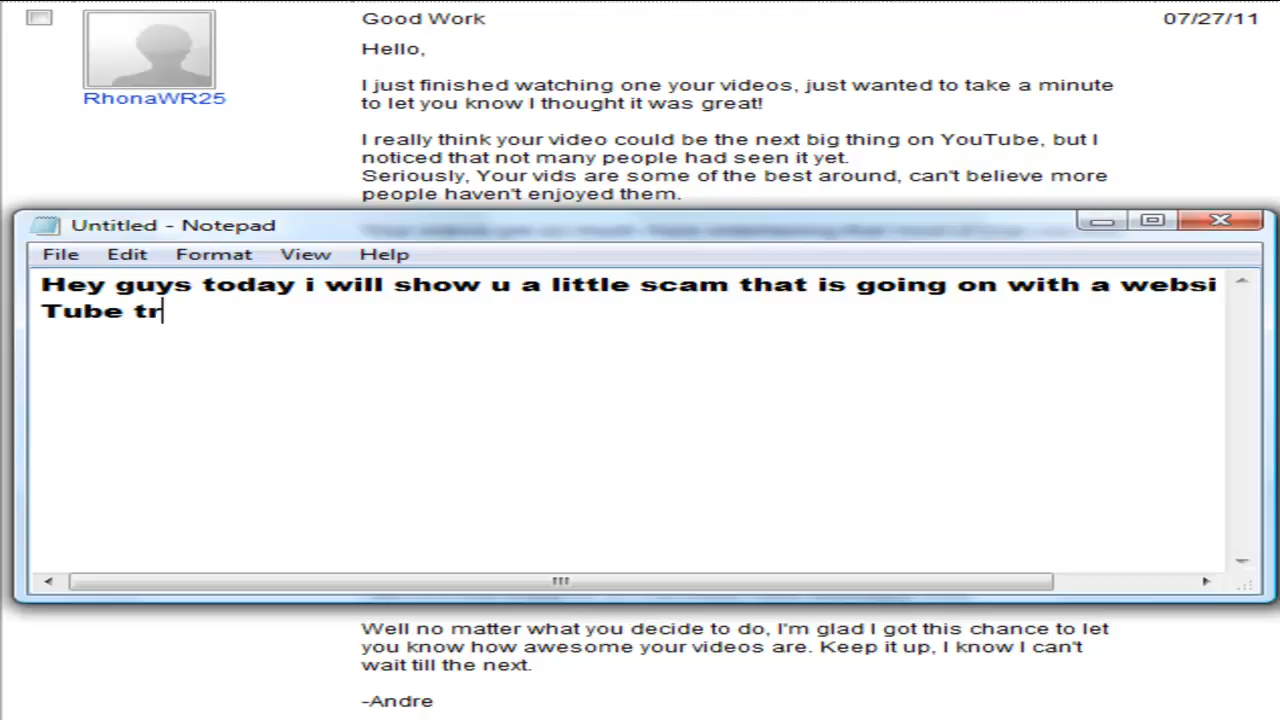 Good Work
07/27/11
RhonaWR25
Hello,
I just finished watching one your videos, just wanted to take a minute
to let you know I thought it was great!
I really think your video could be the next big thing on YouTube, but I
noticed that not many people had seen it yet.
Seriously, Your vids are some of the best around, can't believe more
people haven't enjoyed them.
Untitled - Notepad
File Edit Format View Help
Hey guys today i will show u a little scam that is going on with a websi
Tube tr
Well no matter what you decide to do, I'm glad I got this chance to let
you know how awesome your videos are. Keep it up, I know I can't
wait till the next.
-Andre